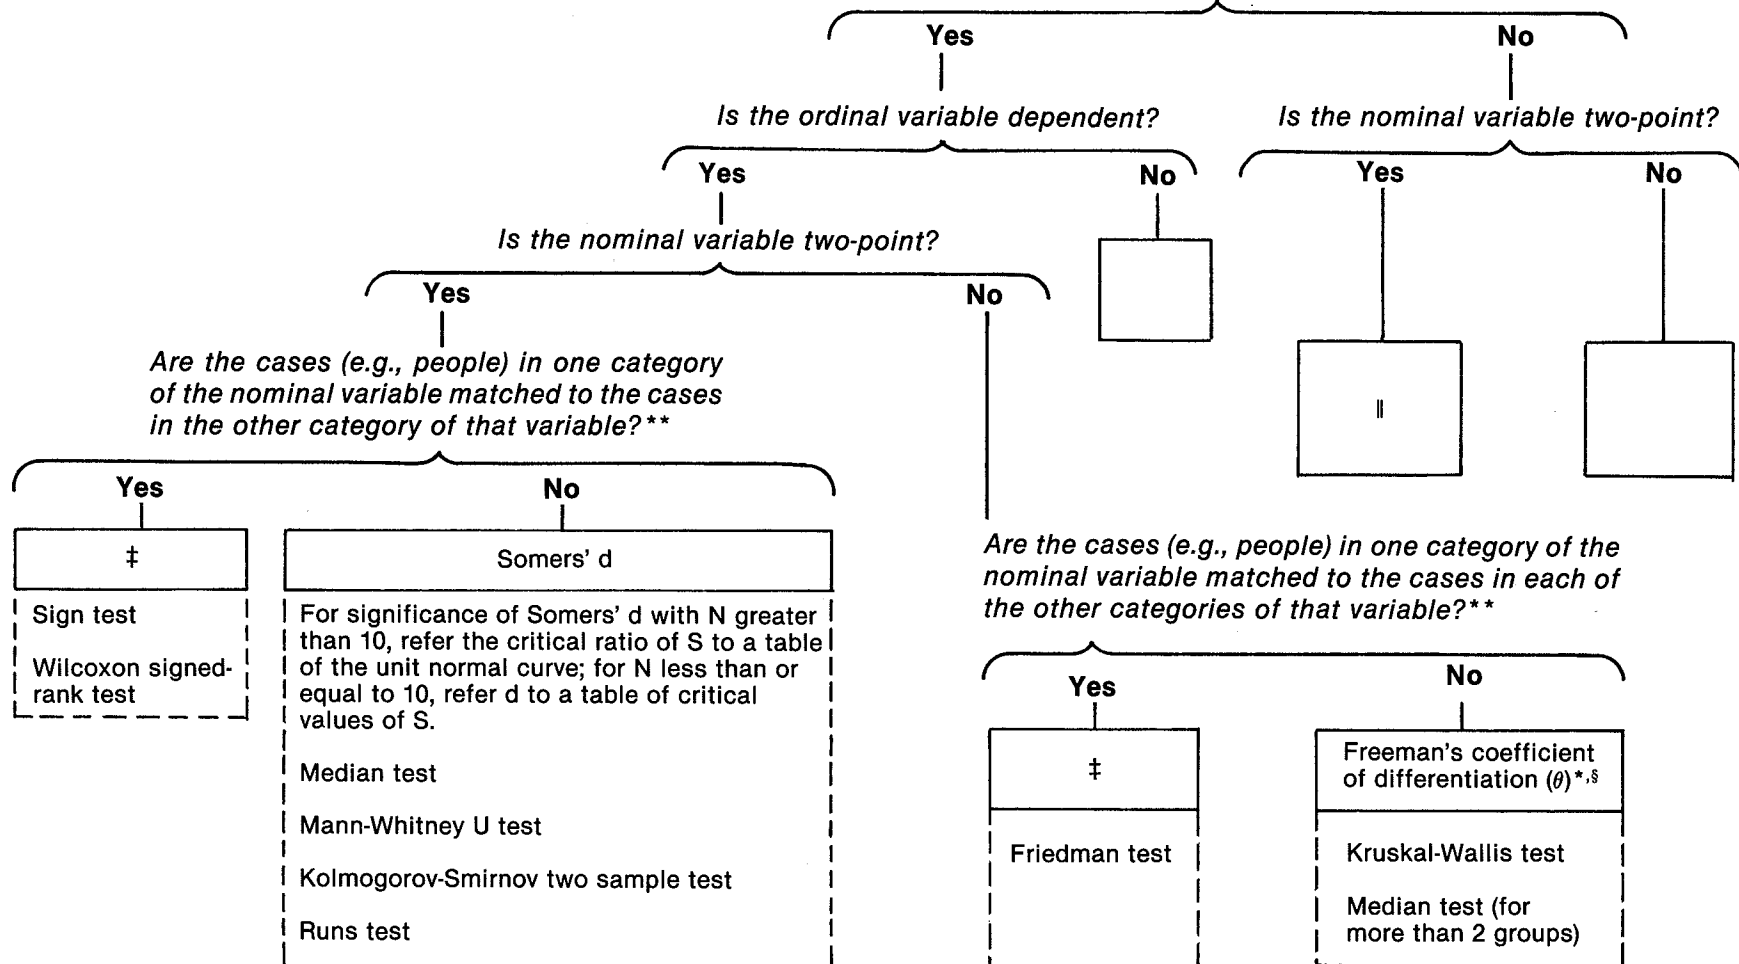 Yes
No
Is the ordinal variable dependent?
Is the nominal variable two-point?
Yes
No
Yes
No
Is the nominal variable two-point?
Yes
No
||
Are the cases (e.g., people) in one category
of the nominal variable matched to the cases
in the other category of that variable?**
Yes
No
‡
Somers' d
Sign test
Wilcoxon signed-
rank test
For significance of Somers' d with N greater
than 10, refer the critical ratio of S to a table
of the unit normal curve; for N less than or
equal to 10, refer d to a table of critical
values of S.
Median test
Mann-Whitney U test
Kolmogorov-Smirnov two sample test
Runs test
Are the cases (e.g., people) in one category of the
nominal variable matched to the cases in each of
the other categories of that variable?**
Yes
No
‡
Freeman's coefficient
of differentiation (θ)*,§
Friedman test
Kruskal-Wallis test
Median test (for
more than 2 groups)